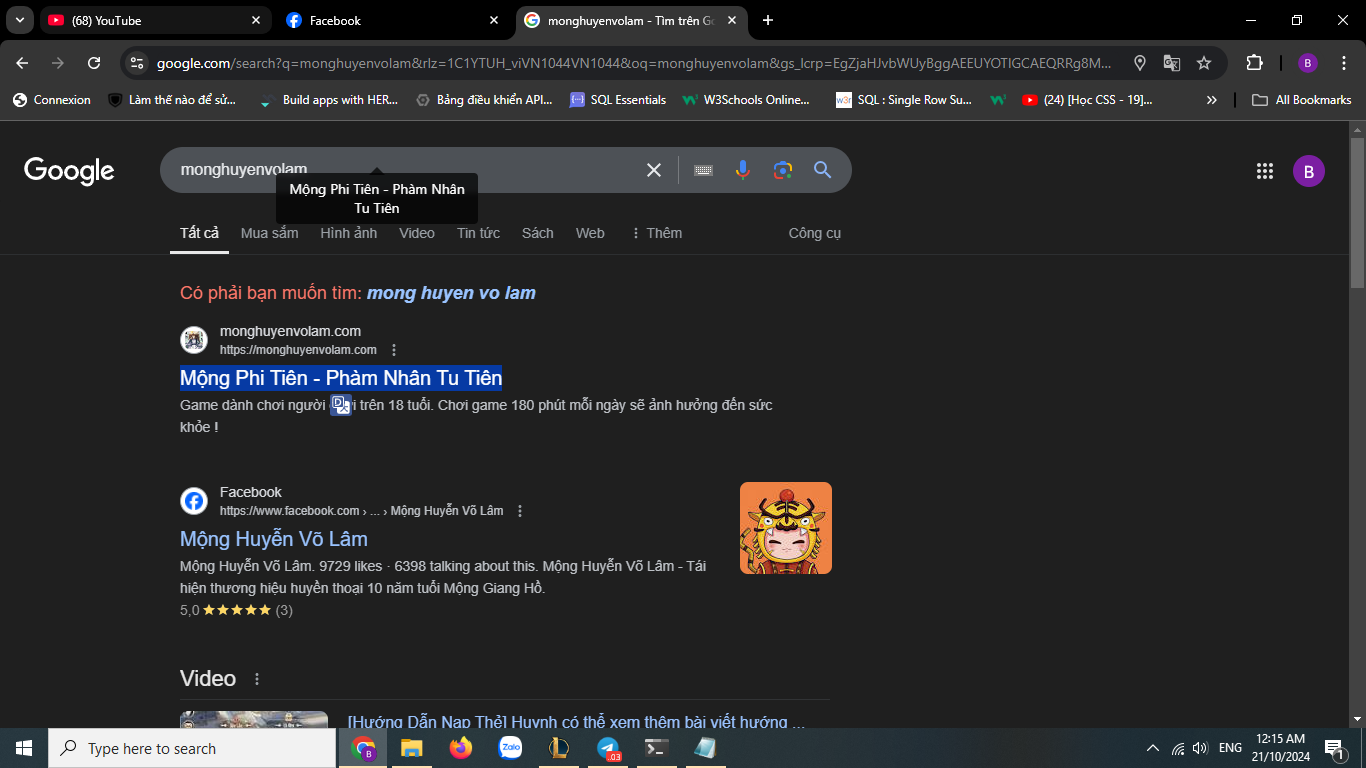 (68) YouTube
Facebook
monghuyenvolam - Tìm trên Go
google.com/search?q=monghuyenvolam&rlz=1C1YTUH_viVN1044VN1044&oq=monghuyenvolam&gs_lcrp=EgZjaHJvbWUyBggAEEUYOTIGCAEQRRg8M...
B
Connexion
Làm thế nào để sử...
Build apps with HER...
Bảng điều khiển API...
SQL Essentials
W3Schools Online...
SQL : Single Row Su...
(24) [Học CSS - 19]...
All Bookmarks
Google
monghuyenvolam
B
Mộng Phi Tiên - Phàm Nhân
Tu Tiên
Tất cả
Mua sắm
Hình ảnh
Video
Tin tức
Sách
Web
Thêm
Công cụ
Có phải bạn muốn tìm: mong huyen vo lam
monghuyenvolam.com
https://monghuyenvolam.com
Mộng Phi Tiên - Phàm Nhân Tu Tiên
Game dành chơi người i trên 18 tuổi. Chơi game 180 phút mỗi ngày sẽ ảnh hưởng đến sức
khỏe !
Facebook
https://www.facebook.com › ... › Mộng Huyễn Võ Lâm
Mộng Huyễn Võ Lâm
Mộng Huyễn Võ Lâm. 9729 likes · 6398 talking about this. Mộng Huyễn Võ Lâm - Tái
hiện thương hiệu huyền thoại 10 năm tuổi Mộng Giang Hồ.
5,0 (3)
Video
[Hướng Dẫn Nạp Thẻ] Huynh có thể xem thêm bài viết hướng ...
Type here to search
B
Zalo
.03
ENG
12:15 AM
21/10/2024
1